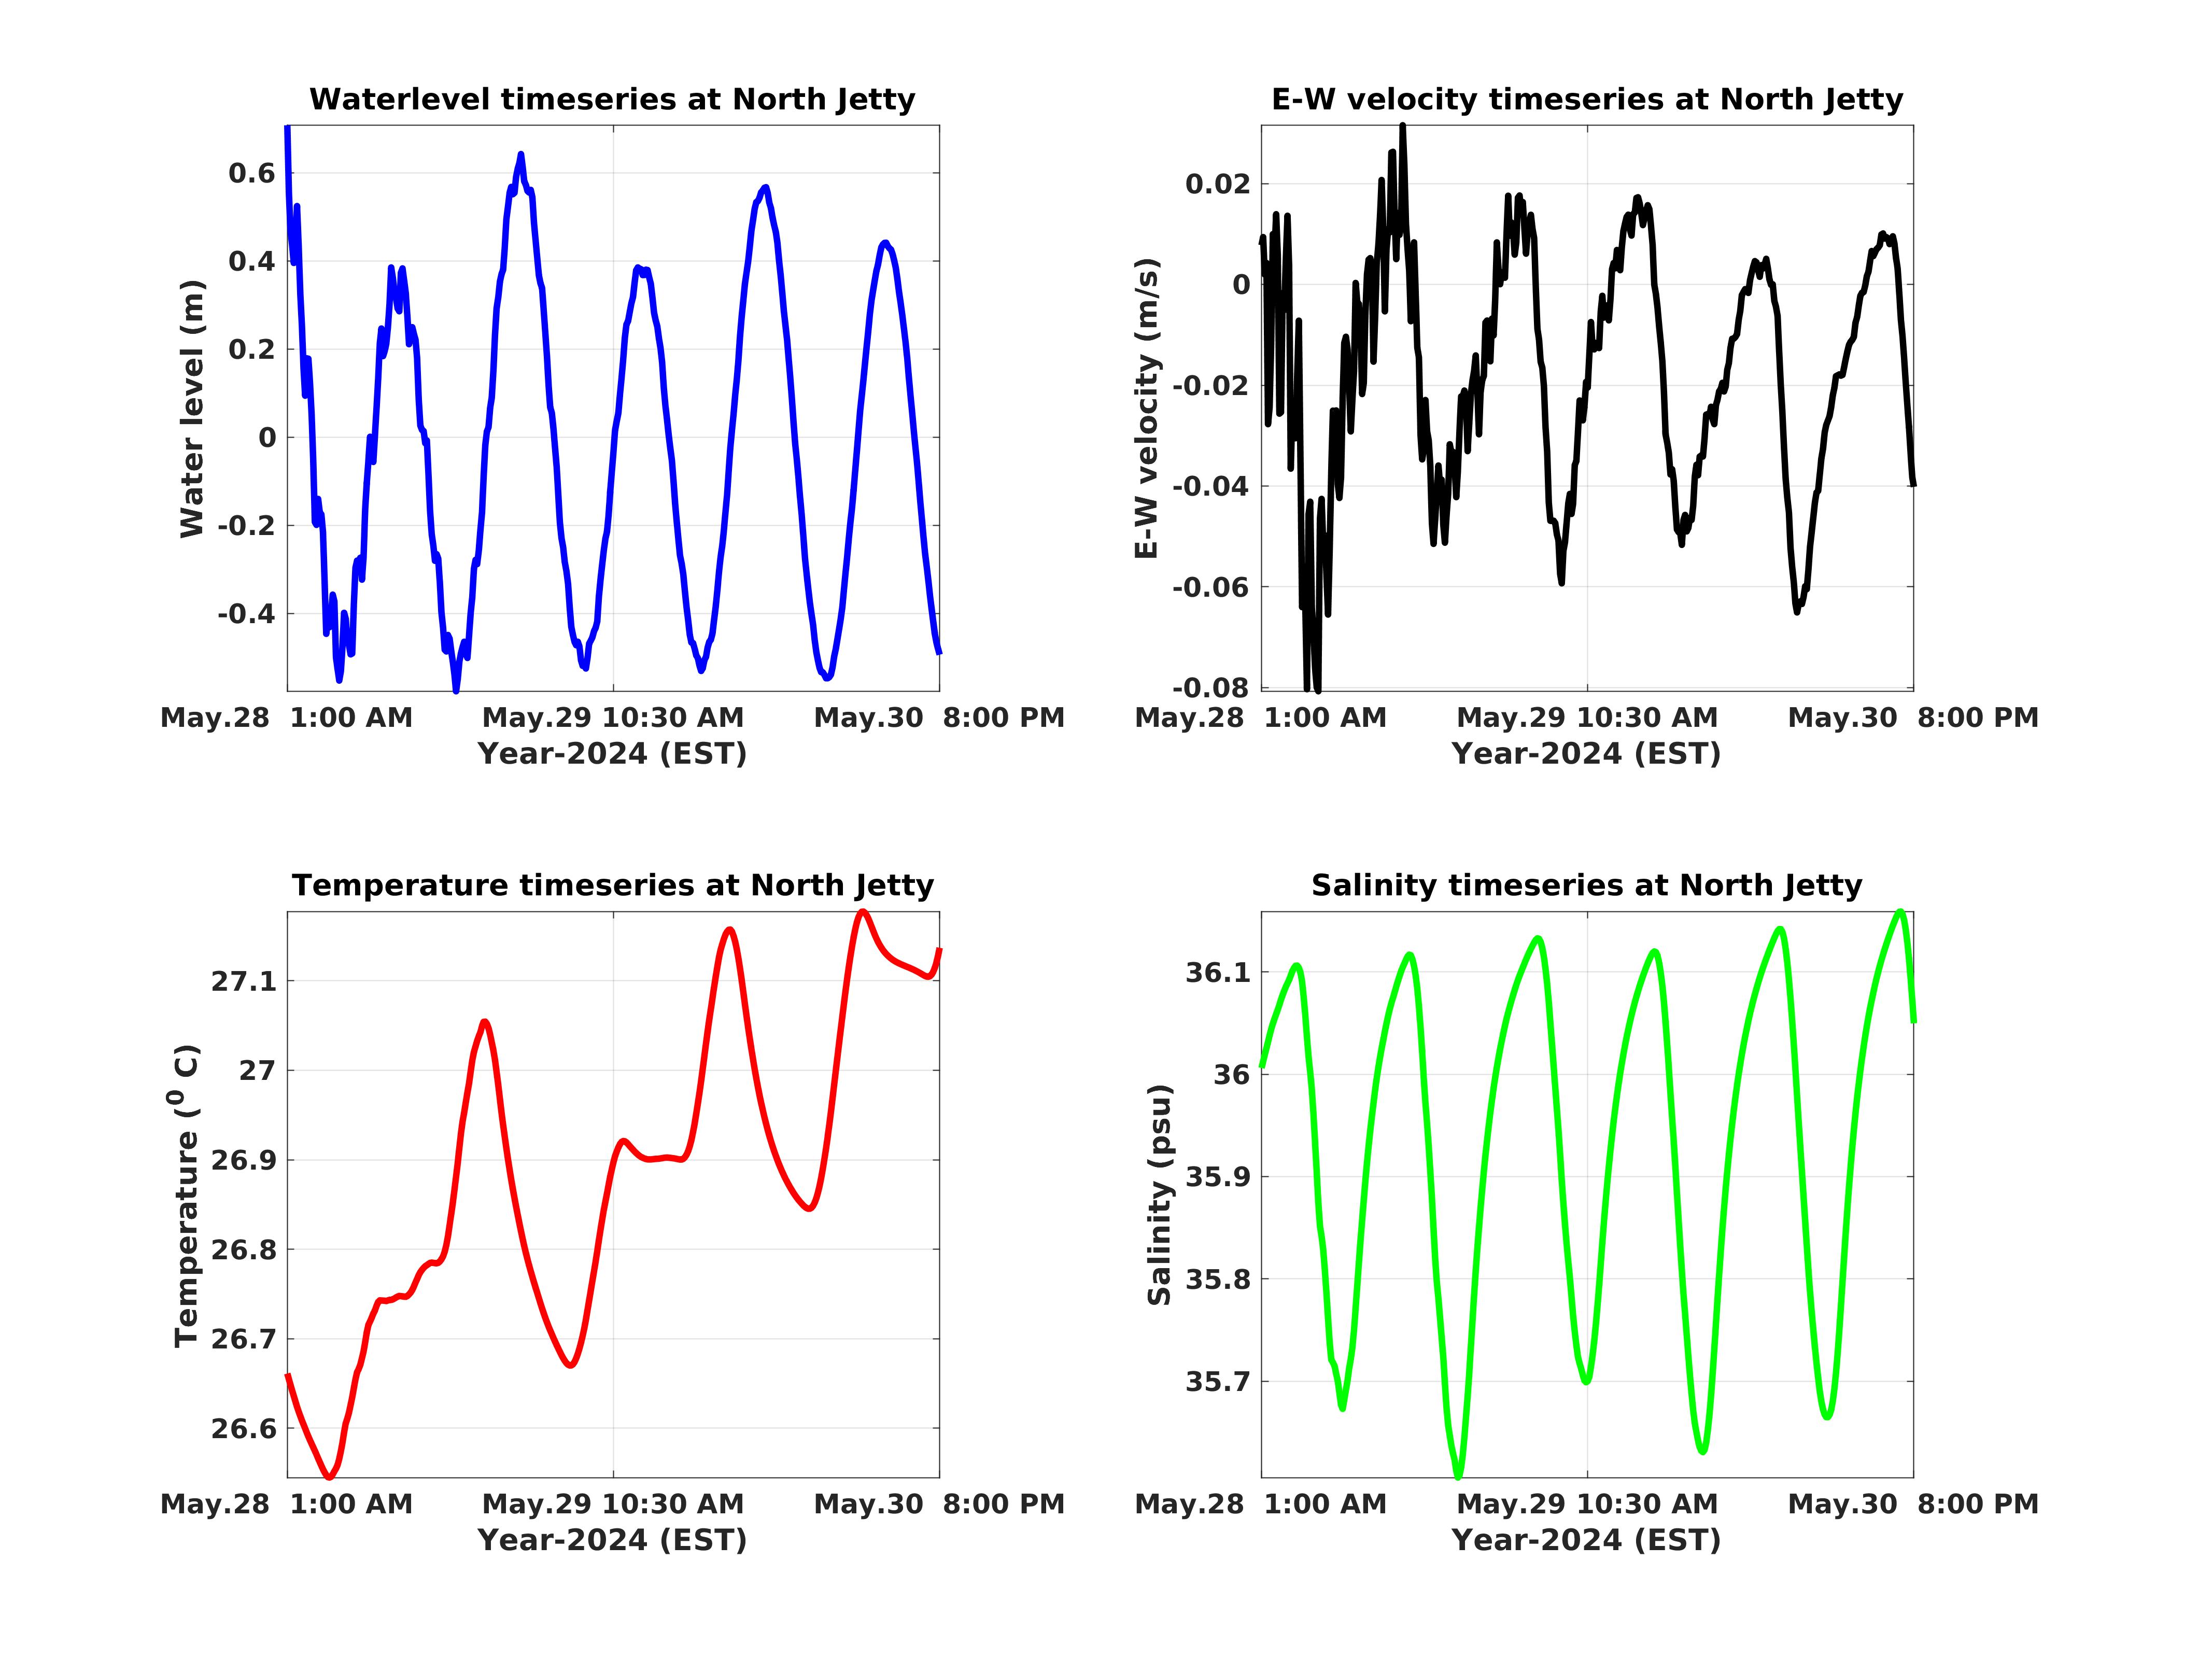 Waterlevel timeseries at North Jetty
0.6
0.4
0.2
0
-0.2
-0.4
Water level (m)
May.28 1:00 AM May.29 10:30 AM May.30 8:00 PM
Year-2024 (EST)
E-W velocity timeseries at North Jetty
0.02
0
-0.02
-0.04
-0.06
-0.08
E-W velocity (m/s)
May.28 1:00 AM May.29 10:30 AM May.30 8:00 PM
Year-2024 (EST)
Temperature timeseries at North Jetty
27.1
27
26.9
26.8
26.7
26.6
Temperature (⁰ C)
May.28 1:00 AM May.29 10:30 AM May.30 8:00 PM
Year-2024 (EST)
Salinity timeseries at North Jetty
36.1
36
35.9
35.8
35.7
Salinity (psu)
May.28 1:00 AM May.29 10:30 AM May.30 8:00 PM
Year-2024 (EST)